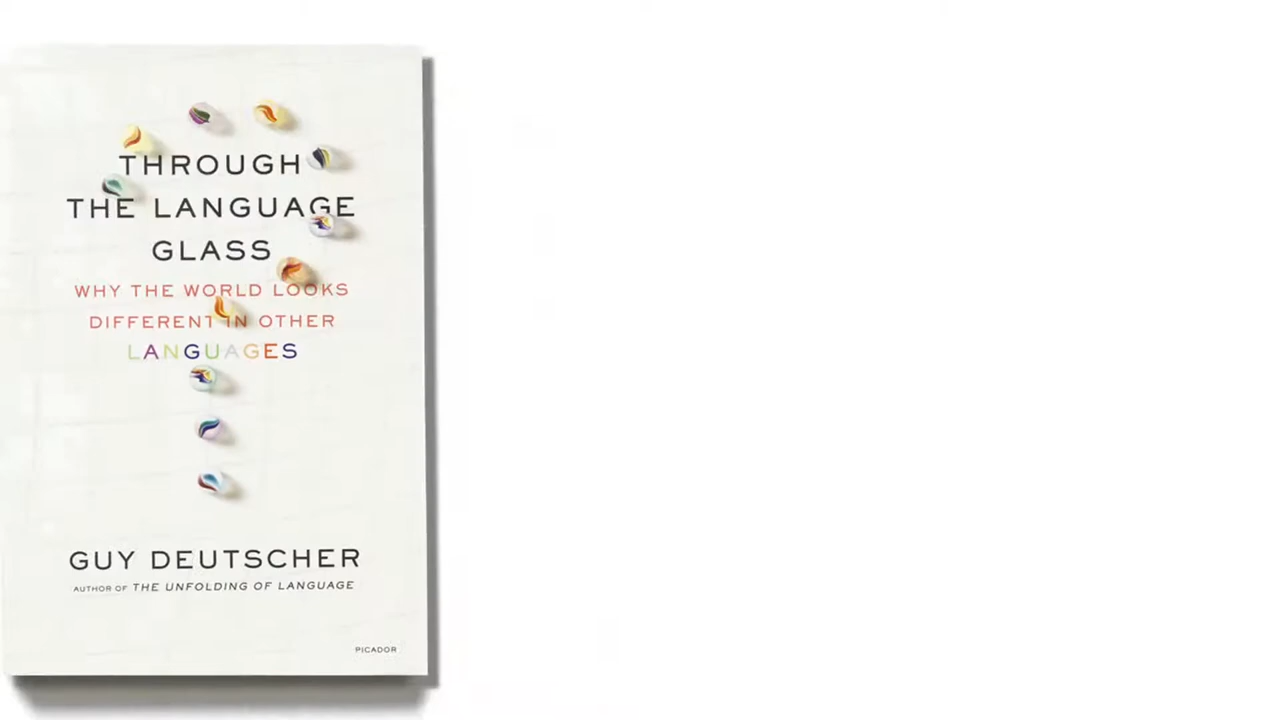 THROUGH
THE LANGUAGE
GLASS
WHY THE WORLD LOOKS
DIFFERENT IN OTHER
LANGUAGES
GUY DEUTSCHER
AUTHOR OF THE UNFOLDING OF LANGUAGE
PICADOR